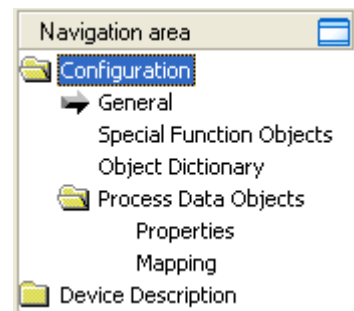 Navigation area
Configuration
General
Special Function Objects
Object Dictionary
Process Data Objects
Properties
Mapping
Device Description